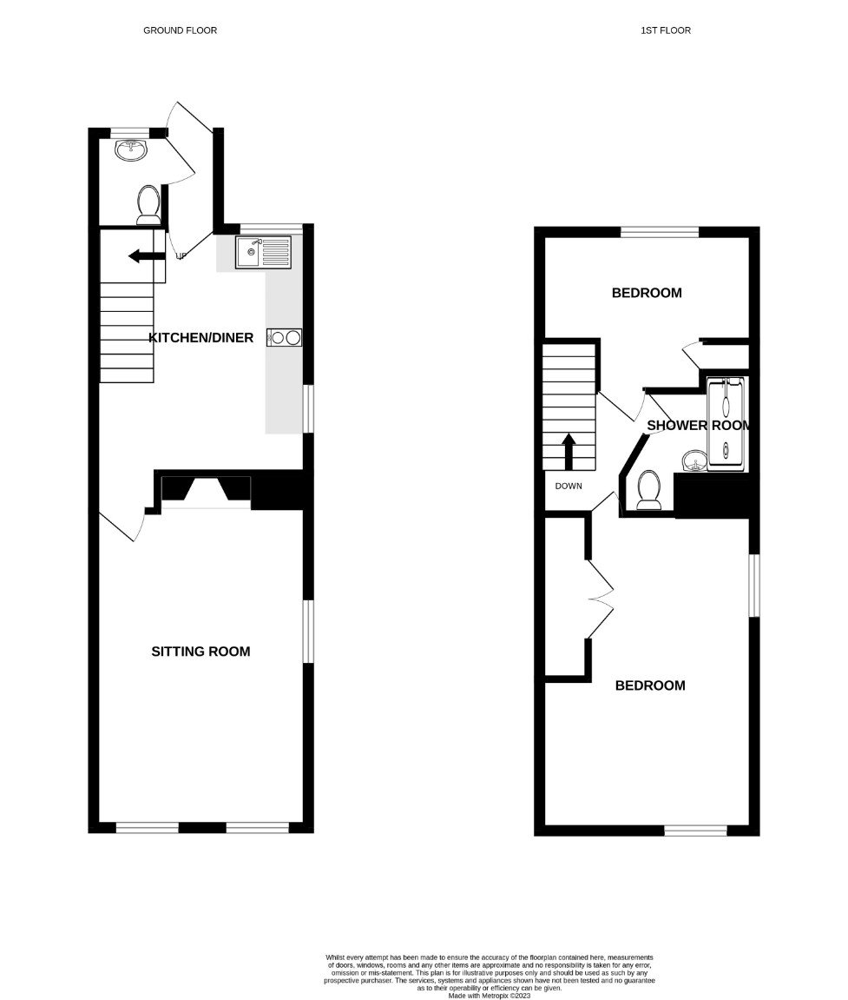 GROUND FLOOR
1ST FLOOR
UP
KITCHEN/DINER
SITTING ROOM
BEDROOM
SHOWER ROOM
DOWN
BEDROOM
Whilst every attempt has been made to ensure the accuracy of the floorplan contained here, measurements
of doors, windows, rooms and any other items are approximate and no responsibility is taken for any error,
omission or mis-statement. This plan is for illustrative purposes only and should be used as such by any
prospective purchaser. The services, systems and appliances shown have not been tested and no guarantee
as to their operability or efficiency can be given.
Made with Metropix ©2023